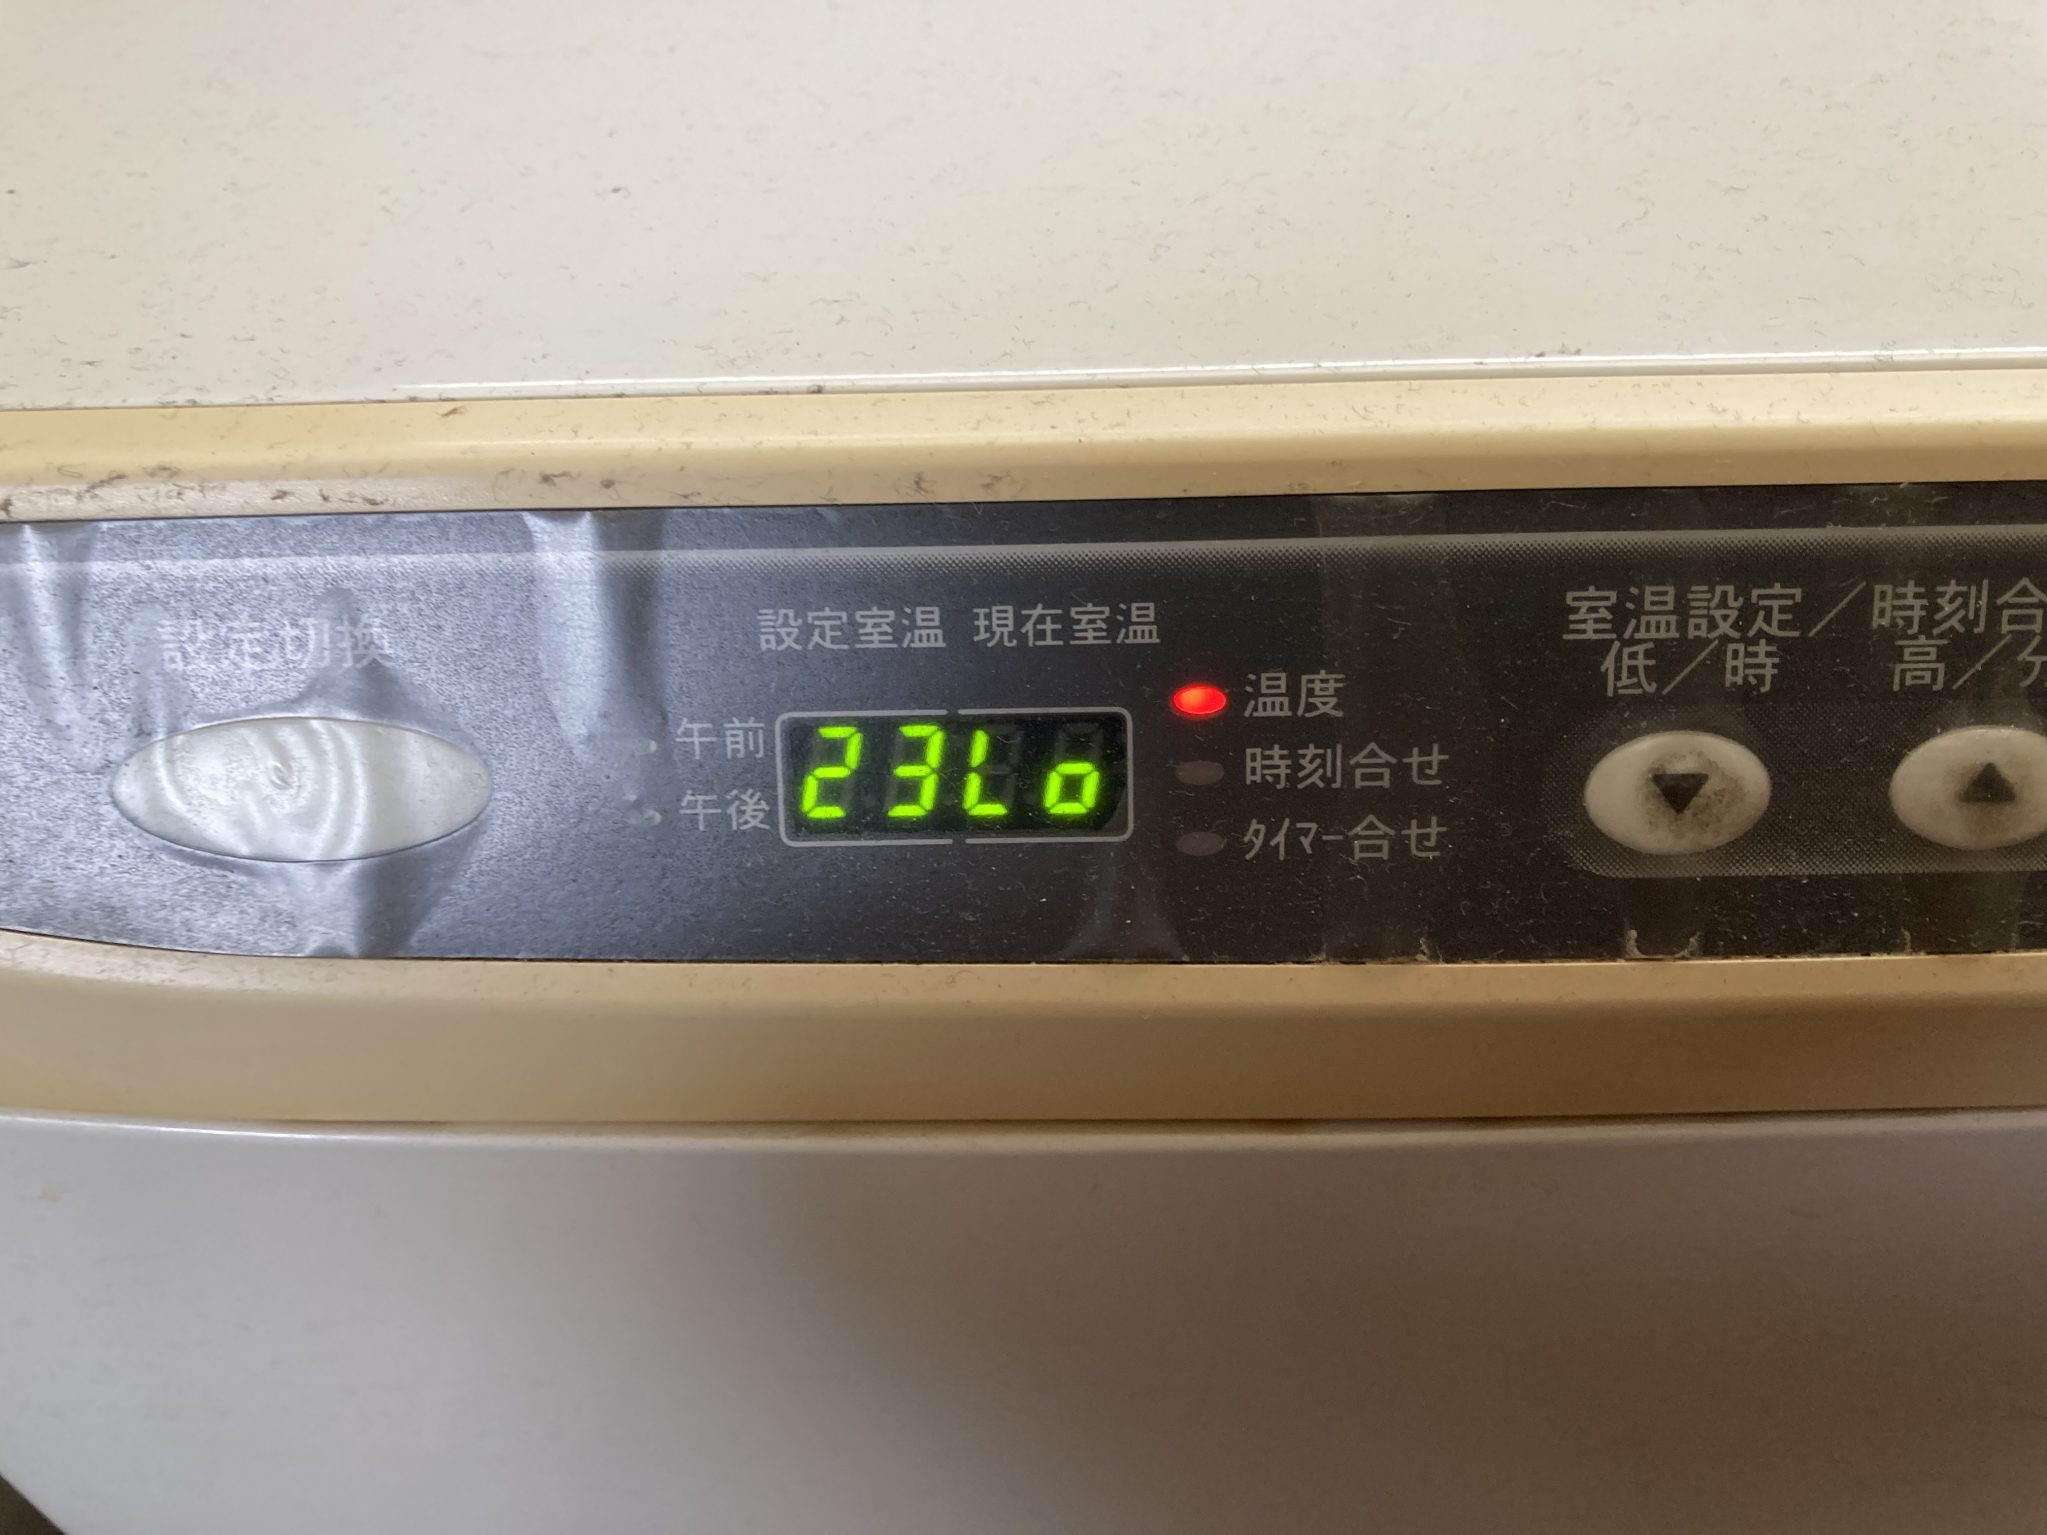 設定切換
設定室温 現在室温
午前
午後
23Lo
温度
時刻合せ
ﾀｲﾏｰ合せ
室温設定／時刻合
低／時
高／